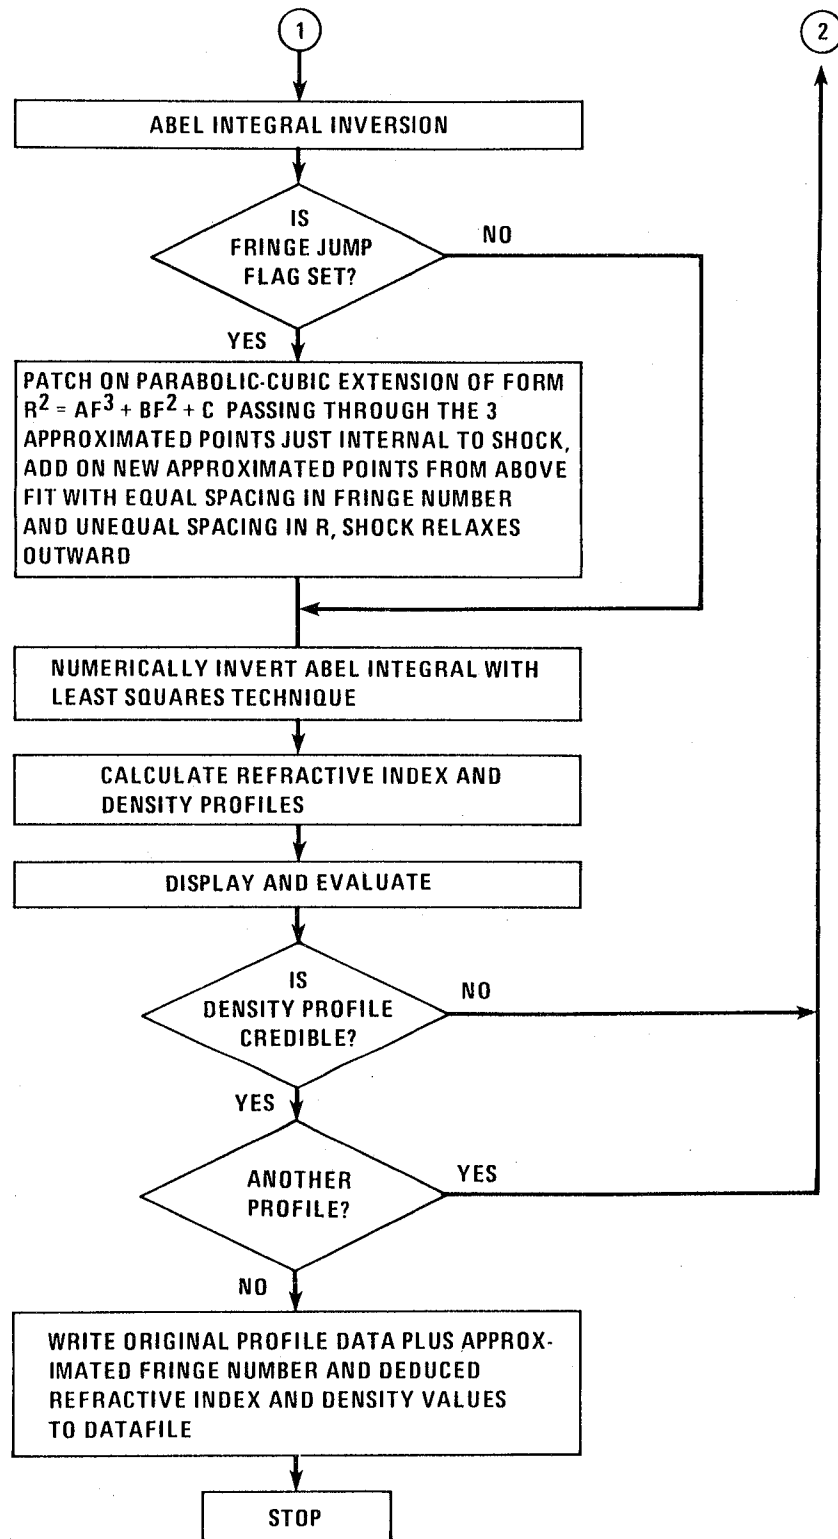 1
2
ABEL INTEGRAL INVERSION
IS
FRINGE JUMP
FLAG SET?
NO
YES
PATCH ON PARABOLIC-CUBIC EXTENSION OF FORM
R² = AF³ + BF² + C PASSING THROUGH THE 3
APPROXIMATED POINTS JUST INTERNAL TO SHOCK,
ADD ON NEW APPROXIMATED POINTS FROM ABOVE
FIT WITH EQUAL SPACING IN FRINGE NUMBER
AND UNEQUAL SPACING IN R, SHOCK RELAXES
OUTWARD
NUMERICALLY INVERT ABEL INTEGRAL WITH
LEAST SQUARES TECHNIQUE
CALCULATE REFRACTIVE INDEX AND
DENSITY PROFILES
DISPLAY AND EVALUATE
IS
DENSITY PROFILE
CREDIBLE?
NO
YES
ANOTHER
PROFILE?
YES
NO
WRITE ORIGINAL PROFILE DATA PLUS APPROX-
IMATED FRINGE NUMBER AND DEDUCED
REFRACTIVE INDEX AND DENSITY VALUES
TO DATAFILE
STOP